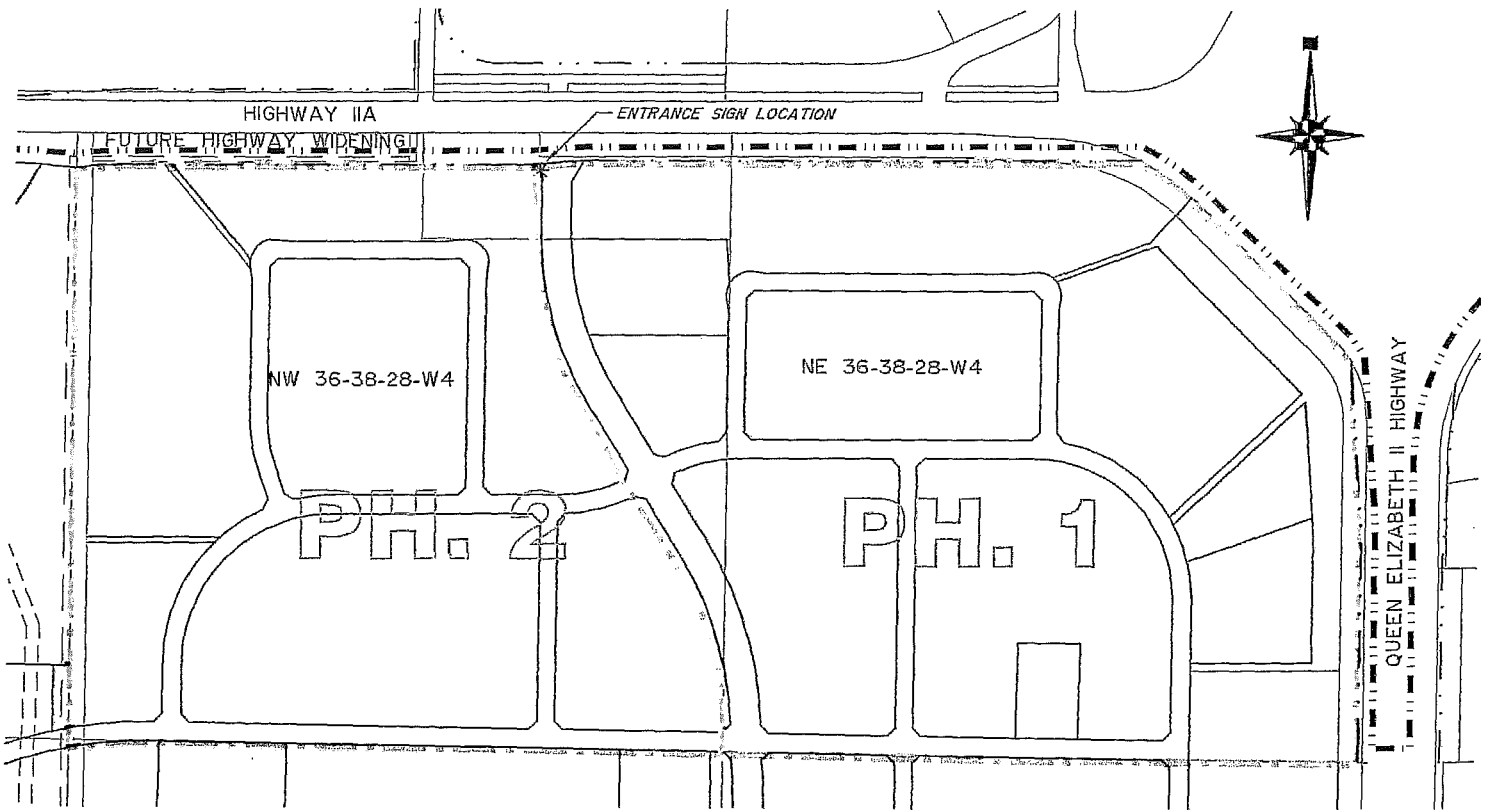 HIGHWAY 11A
ENTRANCE SIGN LOCATION
FUTURE HIGHWAY WIDENING
NW 36-38-28-W4
NE 36-38-28-W4
PH. 2
PH. 1
QUEEN ELIZABETH II HIGHWAY